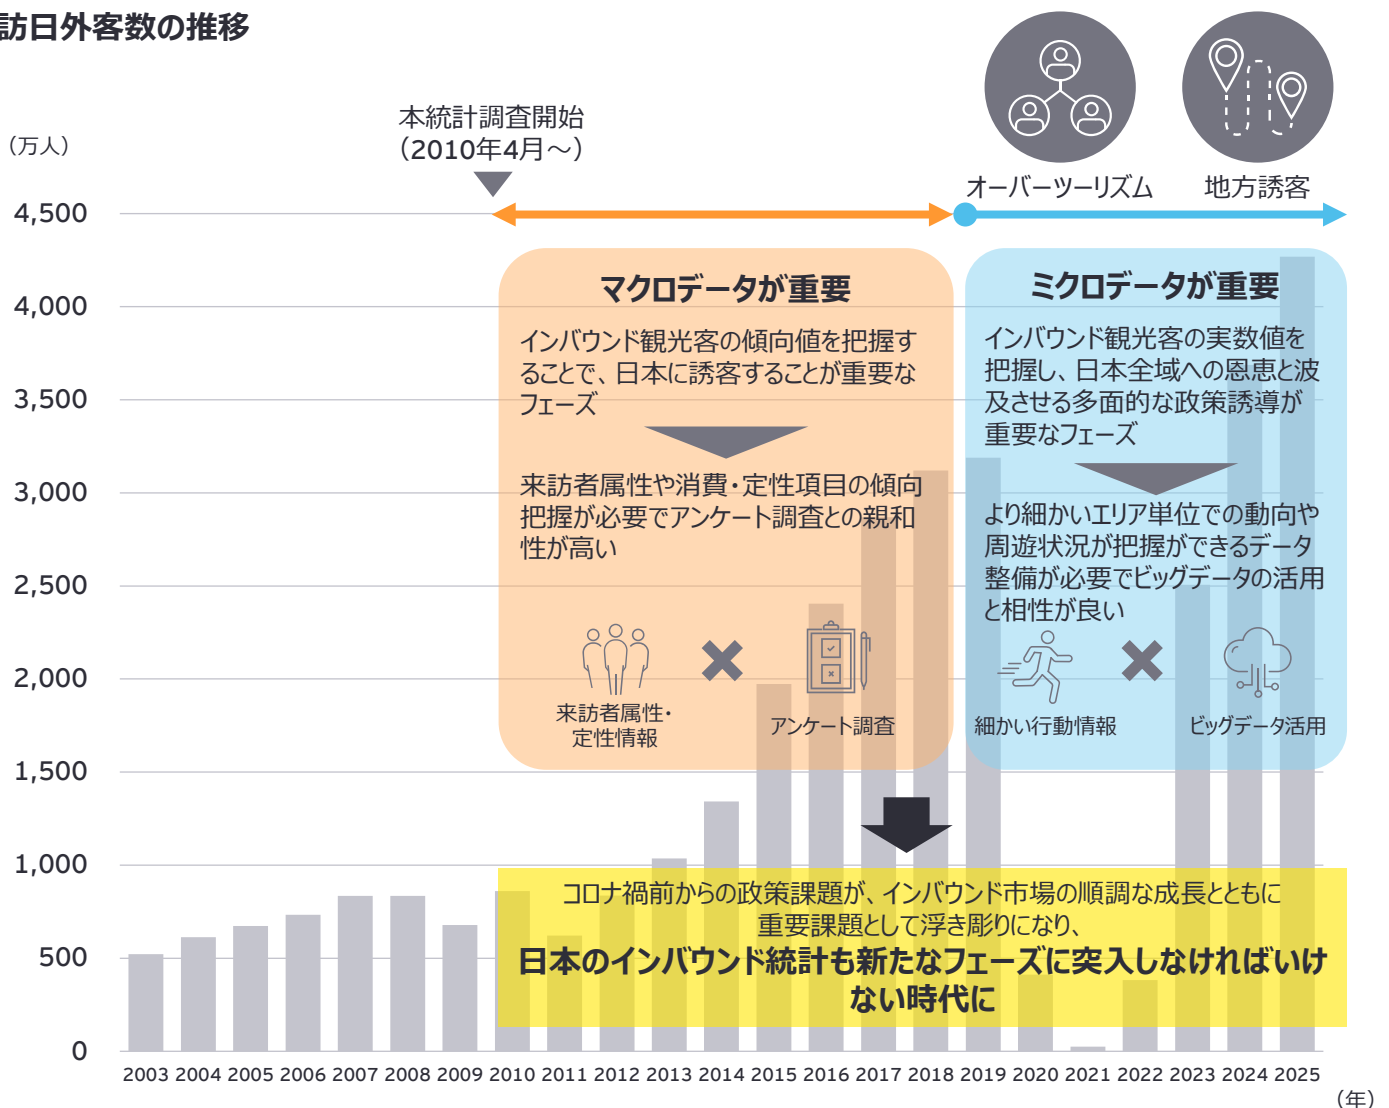 訪日外客数の推移
本統計調査開始
（2010年4月～）
（万人）
オーバーツーリズム
地方誘客
4,500
4,000
3,500
3,000
2,500
2,000
1,500
1,000
500
0
マクロデータが重要
インバウンド観光客の傾向値を把握す
ることで、日本に誘客することが重要な
フェーズ
来訪者属性や消費・定性項目の傾向
把握が必要でアンケート調査との親和
性が高い
来訪者属性・
定性情報
アンケート調査
ミクロデータが重要
インバウンド観光客の実数値を
把握し、日本全域への恩恵と波
及させる多面的な政策誘導が
重要なフェーズ
より細かいエリア単位での動向や
周遊状況が把握ができるデータ
整備が必要でビッグデータの活用
と相性が良い
細かい行動情報
ビッグデータ活用
コロナ禍前からの政策課題が、インバウンド市場の順調な成長とともに
重要課題として浮き彫りになり、
日本のインバウンド統計も新たなフェーズに突入しなければいけ
ない時代に
2003 2004 2005 2006 2007 2008 2009 2010 2011 2012 2013 2014 2015 2016 2017 2018 2019 2020 2021 2022 2023 2024 2025
（年）